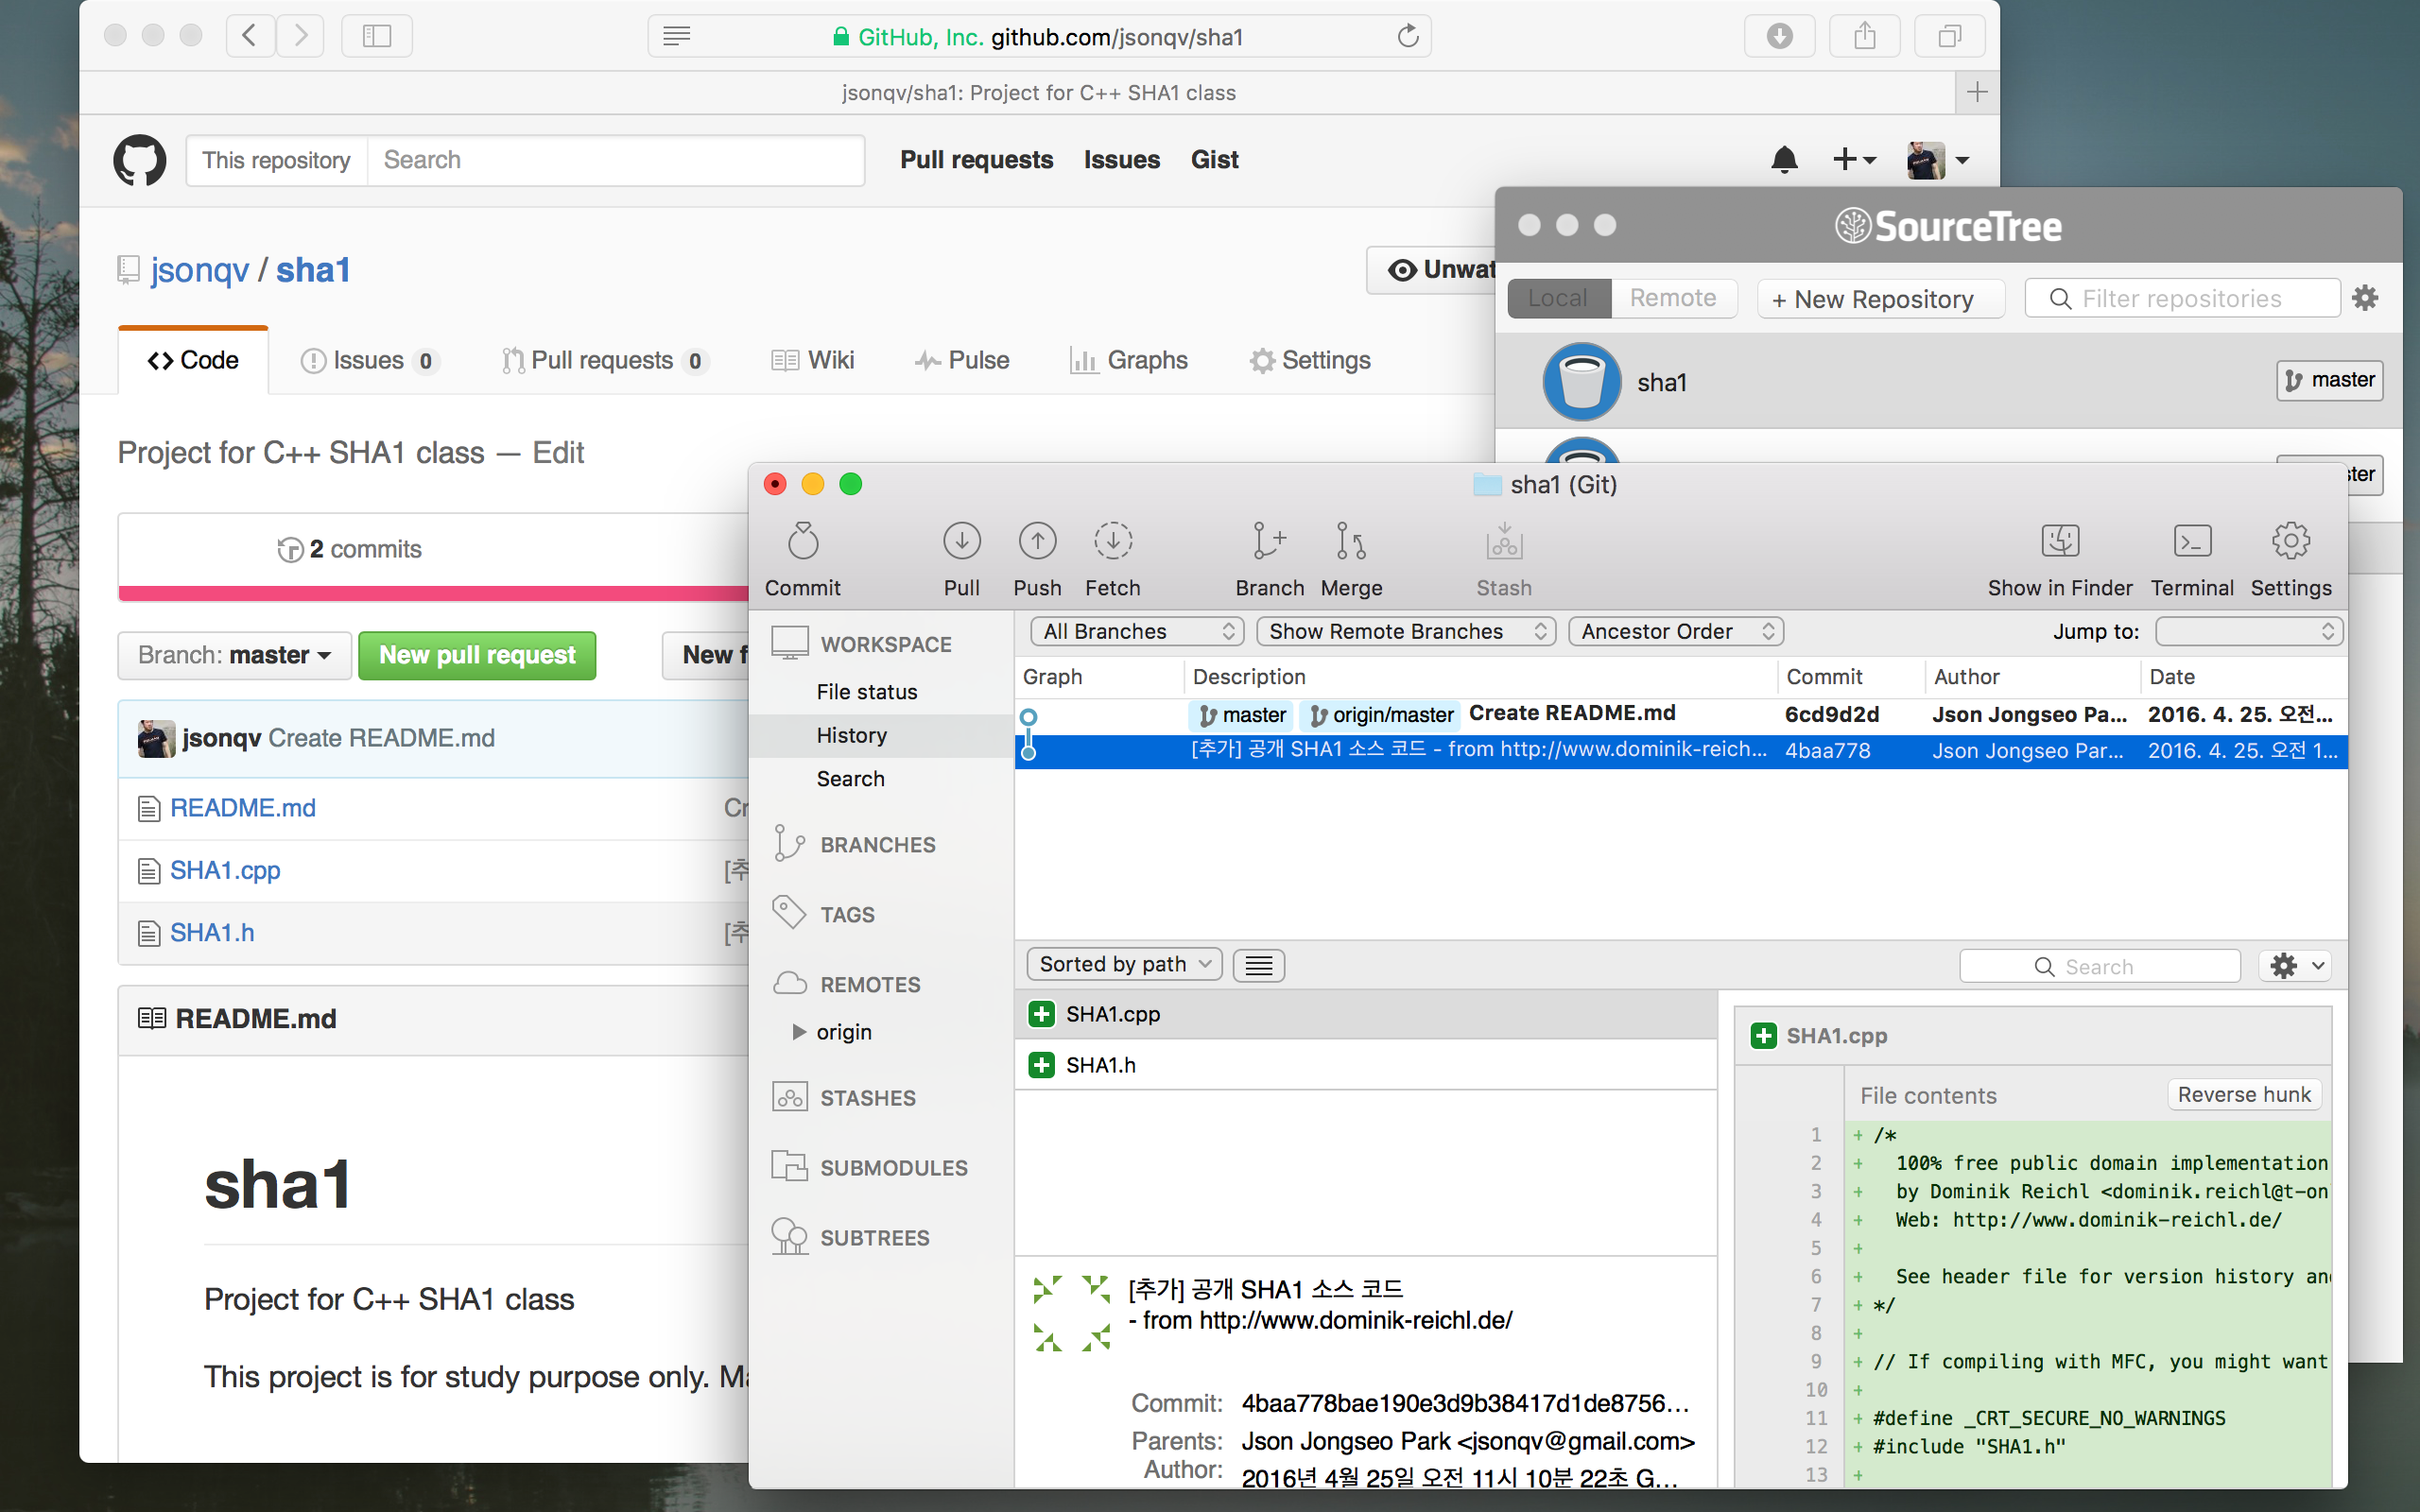 GitHub, Inc. github.com/jsonqv/sha1
jsonqv/sha1: Project for C++ SHA1 class
This repository Search Pull requests Issues Gist
jsonqv / sha1
Unwat
Code Issues 0 Pull requests 0 Wiki Pulse Graphs Settings
Project for C++ SHA1 class — Edit
2 commits
Branch: master New pull request New f
jsonqv Create README.md
README.md Cr
SHA1.cpp [추
SHA1.h [추
README.md
sha1
Project for C++ SHA1 class
This project is for study purpose only. Ma
SourceTree
Local Remote + New Repository Filter repositories
sha1 master
ster
sha1 (Git)
Commit Pull Push Fetch Branch Merge Stash Show in Finder Terminal Settings
WORKSPACE
File status
History
Search
BRANCHES
TAGS
REMOTES
origin
STASHES
SUBMODULES
SUBTREES
All Branches Show Remote Branches Ancestor Order Jump to:
Graph Description Commit Author Date
master origin/master Create README.md 6cd9d2d Json Jongseo Pa... 2016. 4. 25. 오전...
[추가] 공개 SHA1 소스 코드 - from http://www.dominik-reich... 4baa778 Json Jongseo Par... 2016. 4. 25. 오전 1...
Sorted by path Search
SHA1.cpp
SHA1.h
[추가] 공개 SHA1 소스 코드
- from http://www.dominik-reichl.de/
Commit: 4baa778bae190e3d9b38417d1de8756...
Parents: Json Jongseo Park <jsonqv@gmail.com>
Author: 2016년 4월 25일 오전 11시 10분 22초 G...
SHA1.cpp
File contents Reverse hunk
1 + /*
2 + 100% free public domain implementation
3 + by Dominik Reichl <dominik.reichl@t-on
4 + Web: http://www.dominik-reichl.de/
5 +
6 + See header file for version history an
7 + */
8 +
9 + // If compiling with MFC, you might want
10 +
11 + #define _CRT_SECURE_NO_WARNINGS
12 + #include "SHA1.h"
13 +